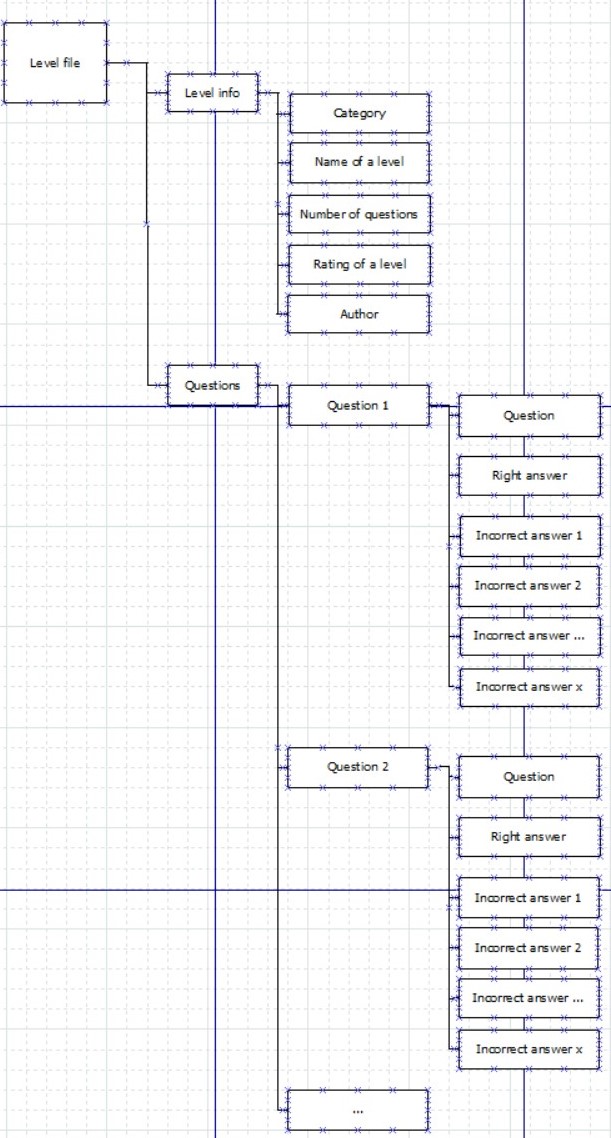 Level file
Level info
Category
Name of a level
Number of questions
Rating of a level
Author
Questions
Question 1
Question
Right answer
Incorrect answer 1
Incorrect answer 2
Incorrect answer ...
Incorrect answer x
Question 2
Question
Right answer
Incorrect answer 1
Incorrect answer 2
Incorrect answer ...
Incorrect answer x
...